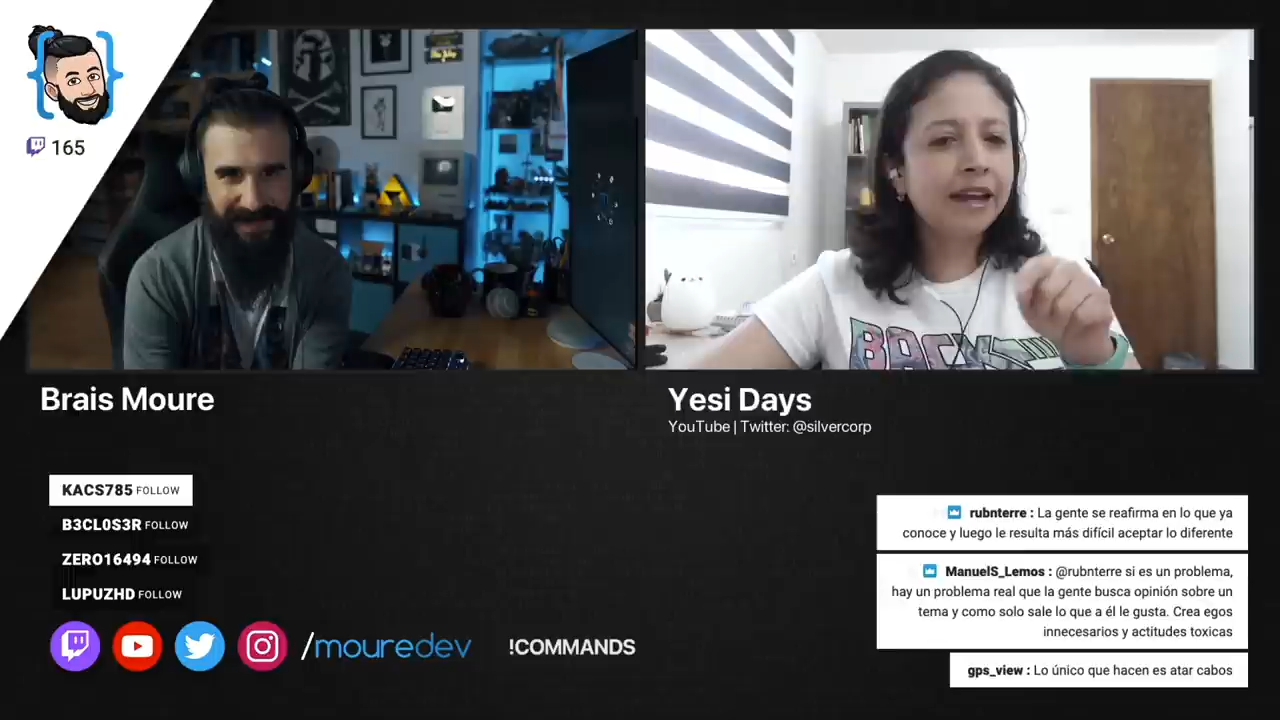 165
BACK
Brais Moure
Yesi Days
YouTube | Twitter: @silvercorp
KACS785 FOLLOW
B3CL0S3R FOLLOW
ZERO16494 FOLLOW
LUPUZHD FOLLOW
/mouredev
!COMMANDS
rubnterre : La gente se reafirma en lo que ya
conoce y luego le resulta más difícil aceptar lo diferente
ManuelS_Lemos : @rubnterre si es un problema,
hay un problema real que la gente busca opinión sobre un
tema y como solo sale lo que a él le gusta. Crea egos
innecesarios y actitudes toxicas
gps_view : Lo único que hacen es atar cabos